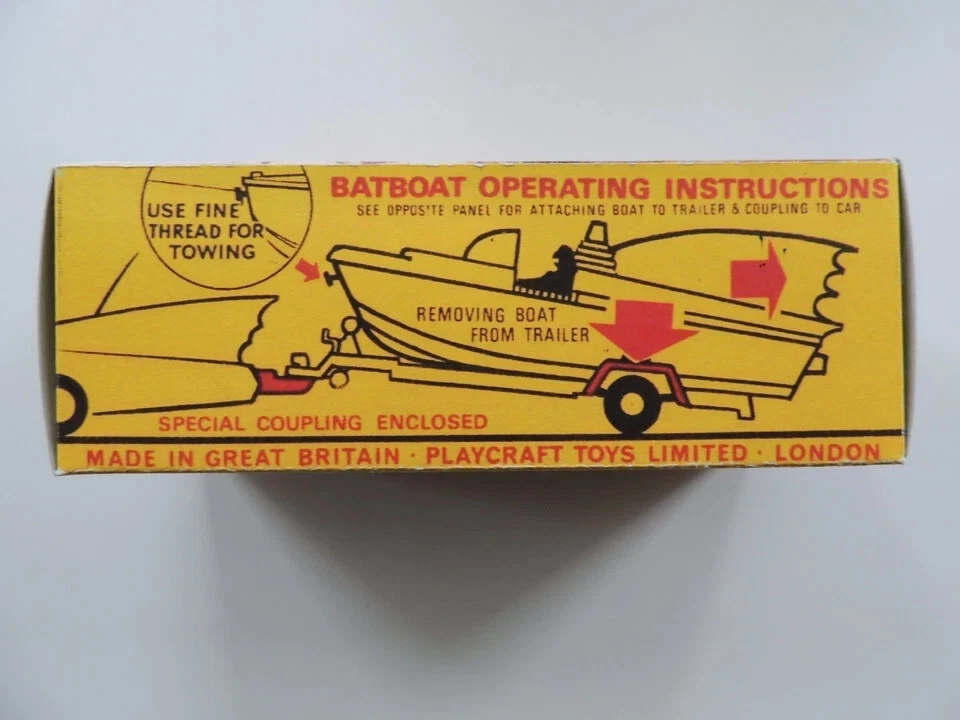 BATBOAT OPERATING INSTRUCTIONS
SEE OPPOSITE PANEL FOR ATTACHING BOAT TO TRAILER & COUPLING TO CAR
USE FINE
THREAD FOR
TOWING
REMOVING BOAT
FROM TRAILER
SPECIAL COUPLING ENCLOSED
MADE IN GREAT BRITAIN · PLAYCRAFT TOYS LIMITED · LONDON